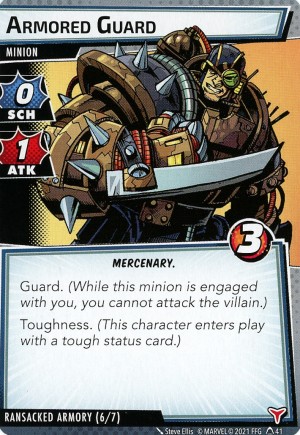 ARMORED GUARD
MINION
0
SCH
1
ATK
3
MERCENARY.
Guard. (While this minion is engaged
with you, you cannot attack the villain.)
Toughness. (This character enters play
with a tough status card.)
Steve Ellis © MARVEL © 2021 FFG 41
RANSACKED ARMORY (6/7)